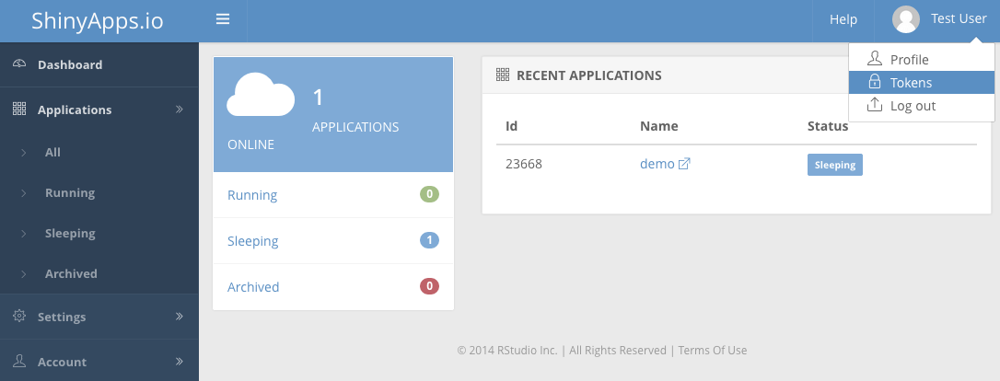 ShinyApps.io
Help
Test User
Profile
Tokens
Log out
Dashboard
Applications
All
Running
Sleeping
Archived
Settings
Account
1
APPLICATIONS
ONLINE
Running 0
Sleeping 1
Archived 0
RECENT APPLICATIONS
Id Name Status
23668 demo Sleeping
© 2014 RStudio Inc. | All Rights Reserved | Terms Of Use